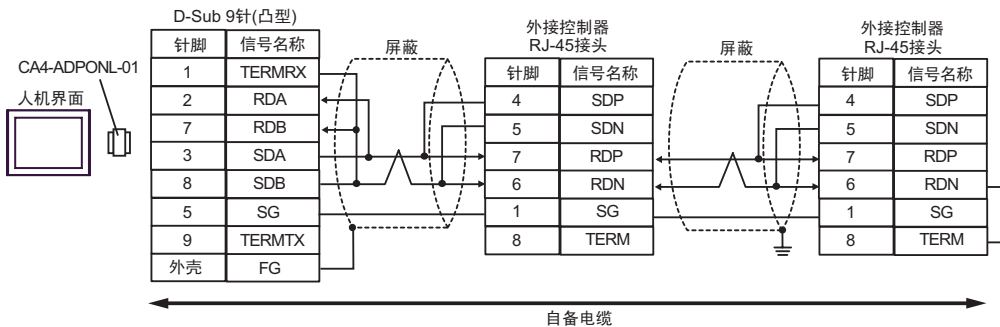 D-Sub 9针(凸型)
外接控制器
RJ-45接头
外接控制器
RJ-45接头
CA4-ADPONL-01
人机界面
屏蔽
屏蔽
针脚 信号名称
1 TERMRX
2 RDA
7 RDB
3 SDA
8 SDB
5 SG
9 TERMTX
外壳 FG
针脚 信号名称
4 SDP
5 SDN
7 RDP
6 RDN
1 SG
8 TERM
针脚 信号名称
4 SDP
5 SDN
7 RDP
6 RDN
1 SG
8 TERM
自备电缆